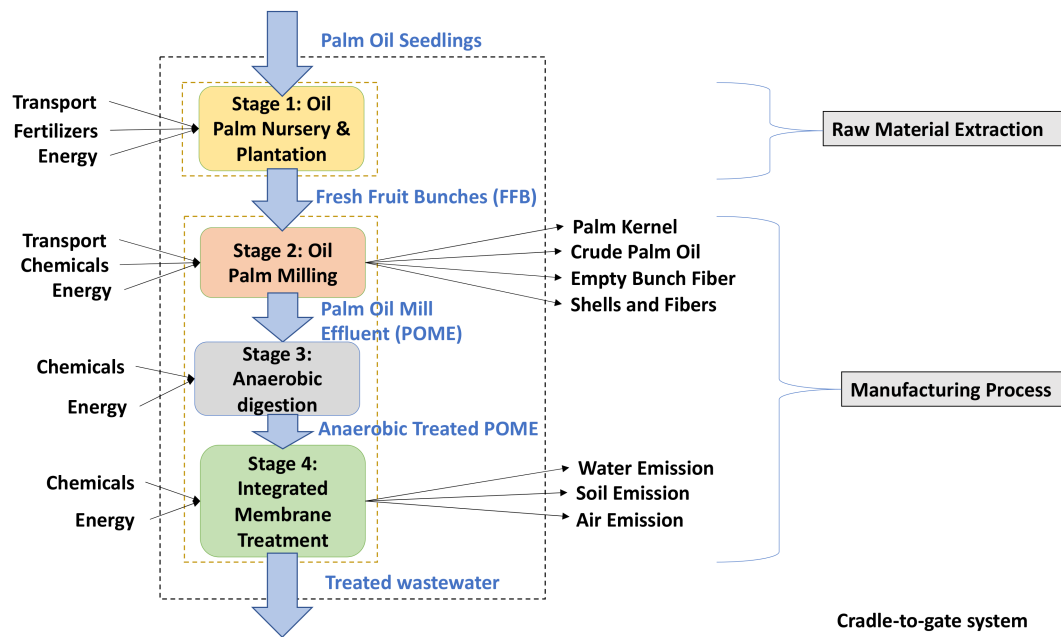 Palm Oil Seedlings
Transport
Fertilizers
Energy
Stage 1: Oil
Palm Nursery &
Plantation
Raw Material Extraction
Fresh Fruit Bunches (FFB)
Transport
Chemicals
Energy
Stage 2: Oil
Palm Milling
Palm Kernel
Crude Palm Oil
Empty Bunch Fiber
Shells and Fibers
Palm Oil Mill
Effluent (POME)
Chemicals
Energy
Stage 3:
Anaerobic
digestion
Manufacturing Process
Anaerobic Treated POME
Chemicals
Energy
Stage 4:
Integrated
Membrane
Treatment
Water Emission
Soil Emission
Air Emission
Treated wastewater
Cradle-to-gate system